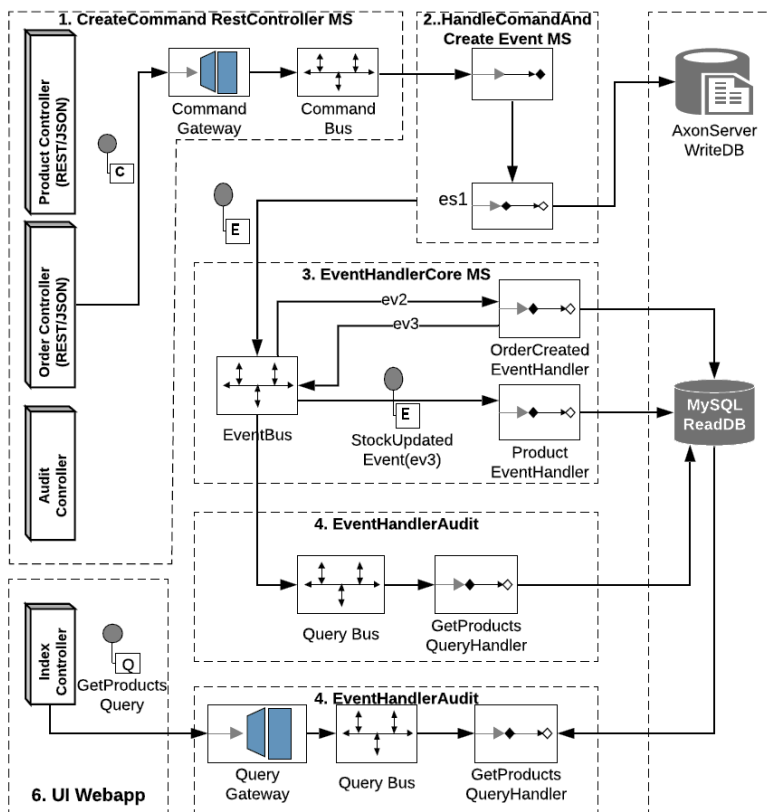 1. CreateCommand RestController MS
Product Controller
(REST/JSON)
Order Controller
(REST/JSON)
Audit
Conroller
C
Command
Gateway
Command
Bus
2..HandleComandAnd
Create Event MS
es1
AxonServer
WriteDB
E
3. EventHandlerCore MS
ev2
ev3
OrderCreated
EventHandler
EventBus
E
StockUpdated
Event(ev3)
Product
EventHandler
MySQL
ReadDB
4. EventHandlerAudit
Query Bus
GetProducts
QueryHandler
Index
Controller
Q
GetProducts
Query
6. UI Webapp
4. EventHandlerAudit
Query
Gateway
Query Bus
GetProducts
QueryHandler